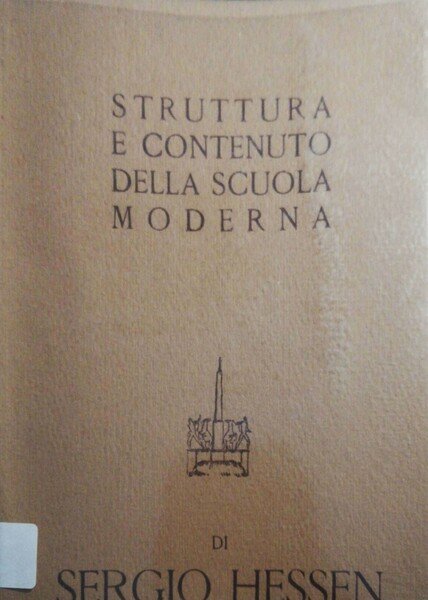 STRUTTURA
E CONTENUTO
DELLA SCUOLA
MODERNA
DI
SERGIO HESSEN